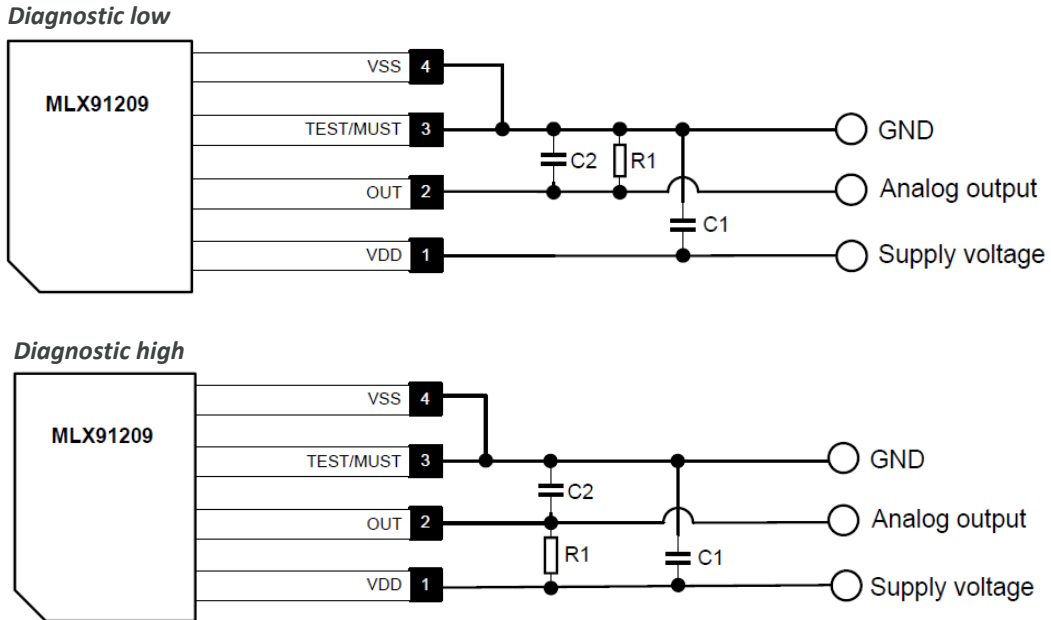 Diagnostic low
MLX91209
VSS 4
TEST/MUST 3
GND
C2 R1
OUT 2
Analog output
C1
VDD 1
Supply voltage
Diagnostic high
MLX91209
VSS 4
TEST/MUST 3
GND
C2
OUT 2
Analog output
R1 C1
VDD 1
Supply voltage